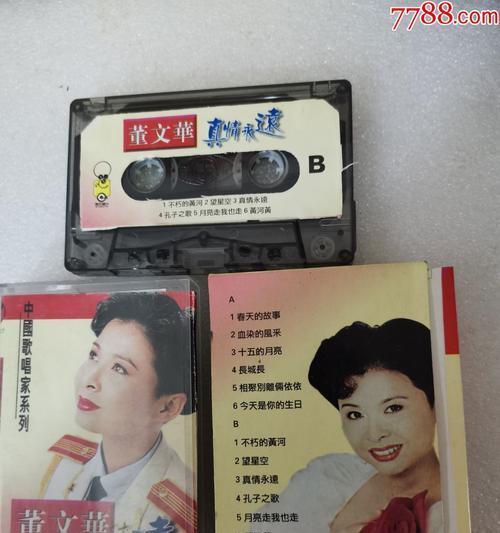 7788.com
董文華 真情永遠
B
1 不朽的黃河 2 望星空 3 真情永遠
4 孔子之歌 5 月亮走我也走 6 黃河黃
中國歌唱家系列
董文華
A
1 春天的故事
2 血染的風采
3 十五的月亮
4 長城長
5 相聚別離倆依依
6 今天是你的生日
B
1 不朽的黃河
2 望星空
3 真情永遠
4 孔子之歌
5 月亮走我也走